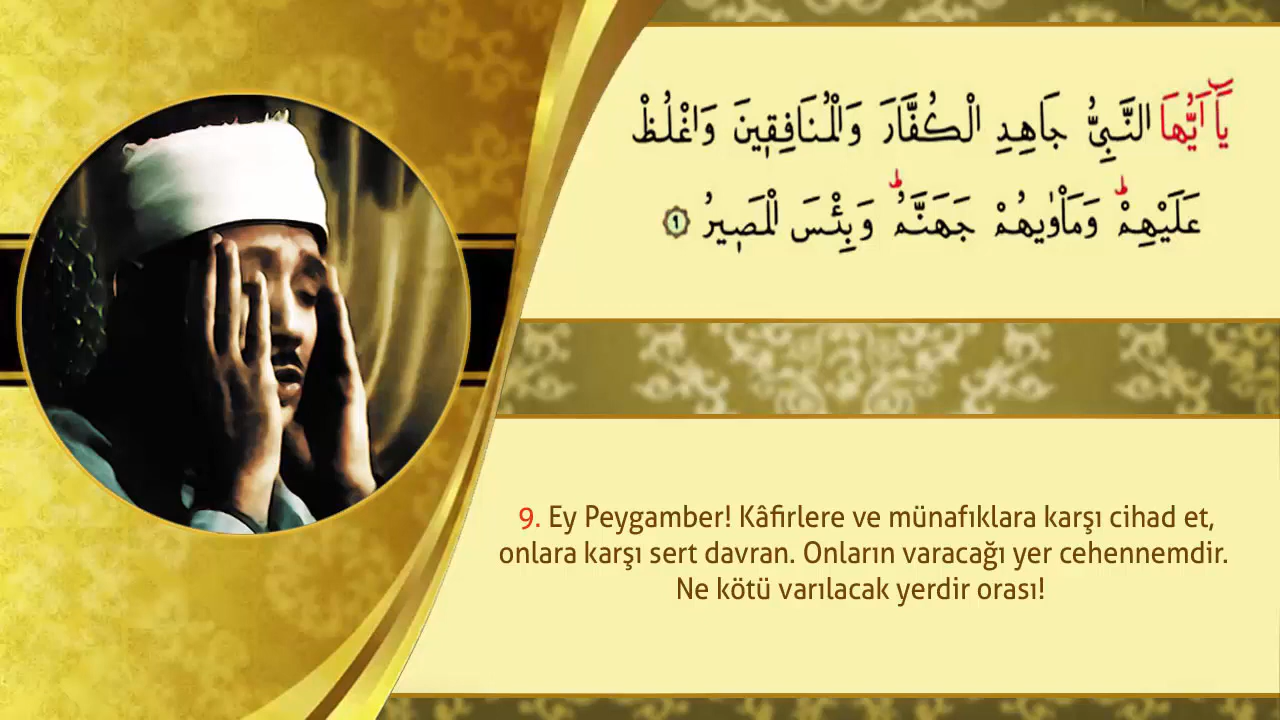 يَٓا اَيُّهَا النَّبِيُّ جَاهِدِ الْكُفَّارَ وَالْمُنَافِقٖينَ وَاغْلُظْ
عَلَيْهِمْۜ وَمَأْوٰيهُمْ جَهَنَّمُۜ وَبِئْسَ الْمَصٖيرُ ﴿٩﴾
9. Ey Peygamber! Kâfirlere ve münafıklara karşı cihad et,
onlara karşı sert davran. Onların varacağı yer cehennemdir.
Ne kötü varılacak yerdir orası!